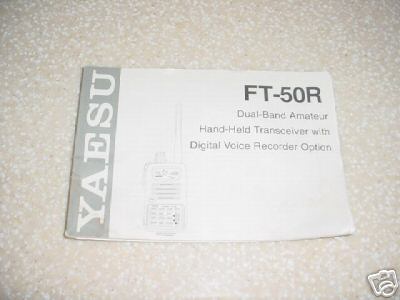 YAESU
FT-50R
Dual-Band Amateur
Hand-Held Transceiver with
Digital Voice Recorder Option